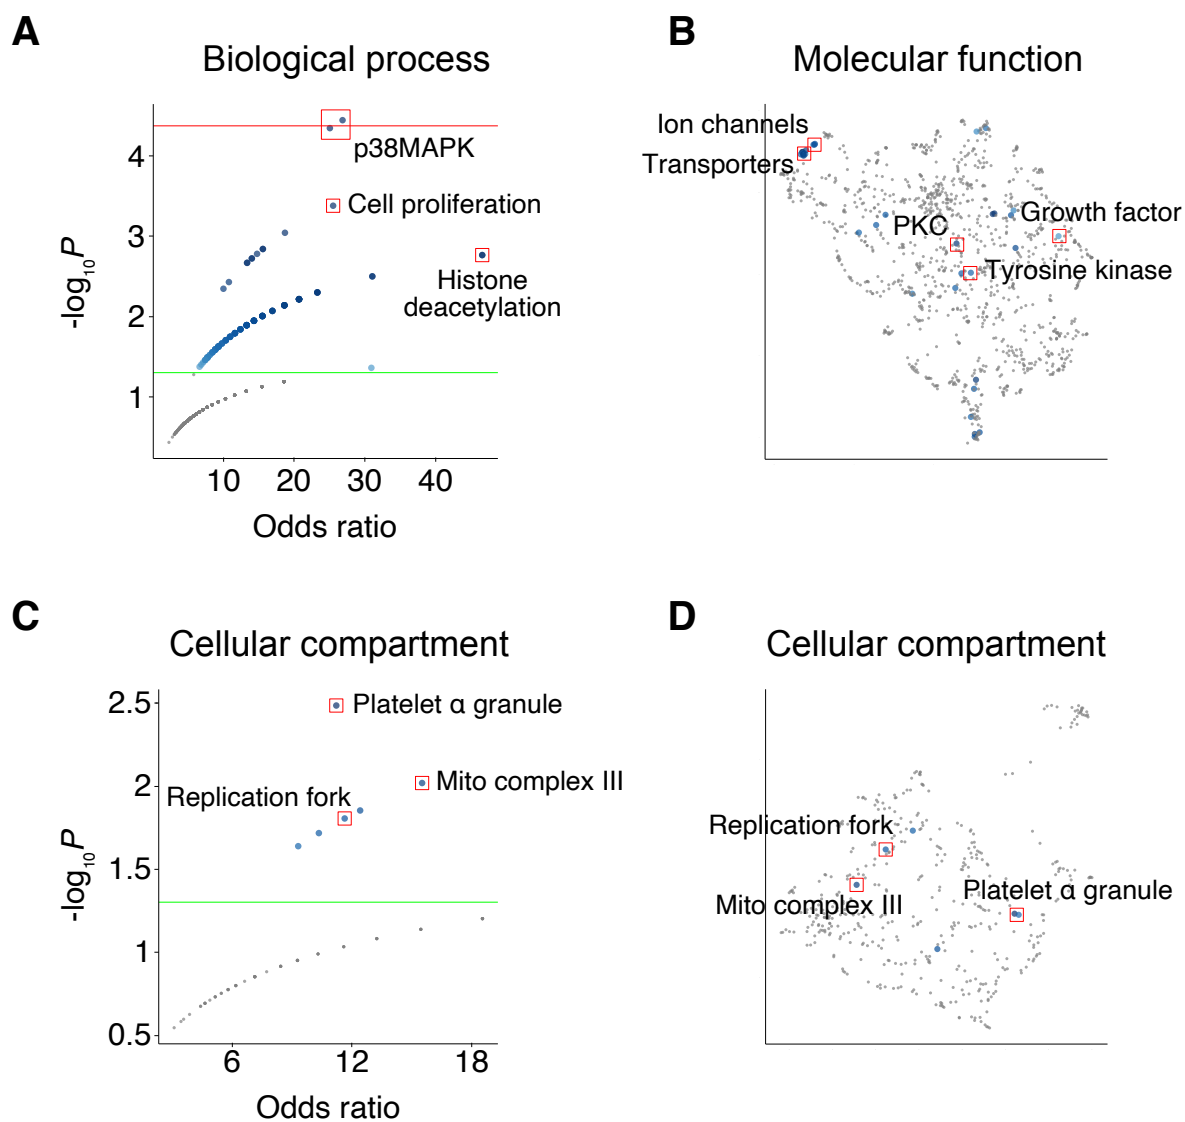 A
Biological process
p38MAPK
Cell proliferation
Histone
deacetylation
-log10P
4
3
2
1
10 20 30 40
Odds ratio
B
Molecular function
Ion channels
Transporters
PKC
Growth factor
Tyrosine kinase
C
Cellular compartment
Platelet α granule
Mito complex III
Replication fork
-log10P
2.5
2
1.5
1
0.5
6 12 18
Odds ratio
D
Cellular compartment
Replication fork
Mito complex III
Platelet α granule